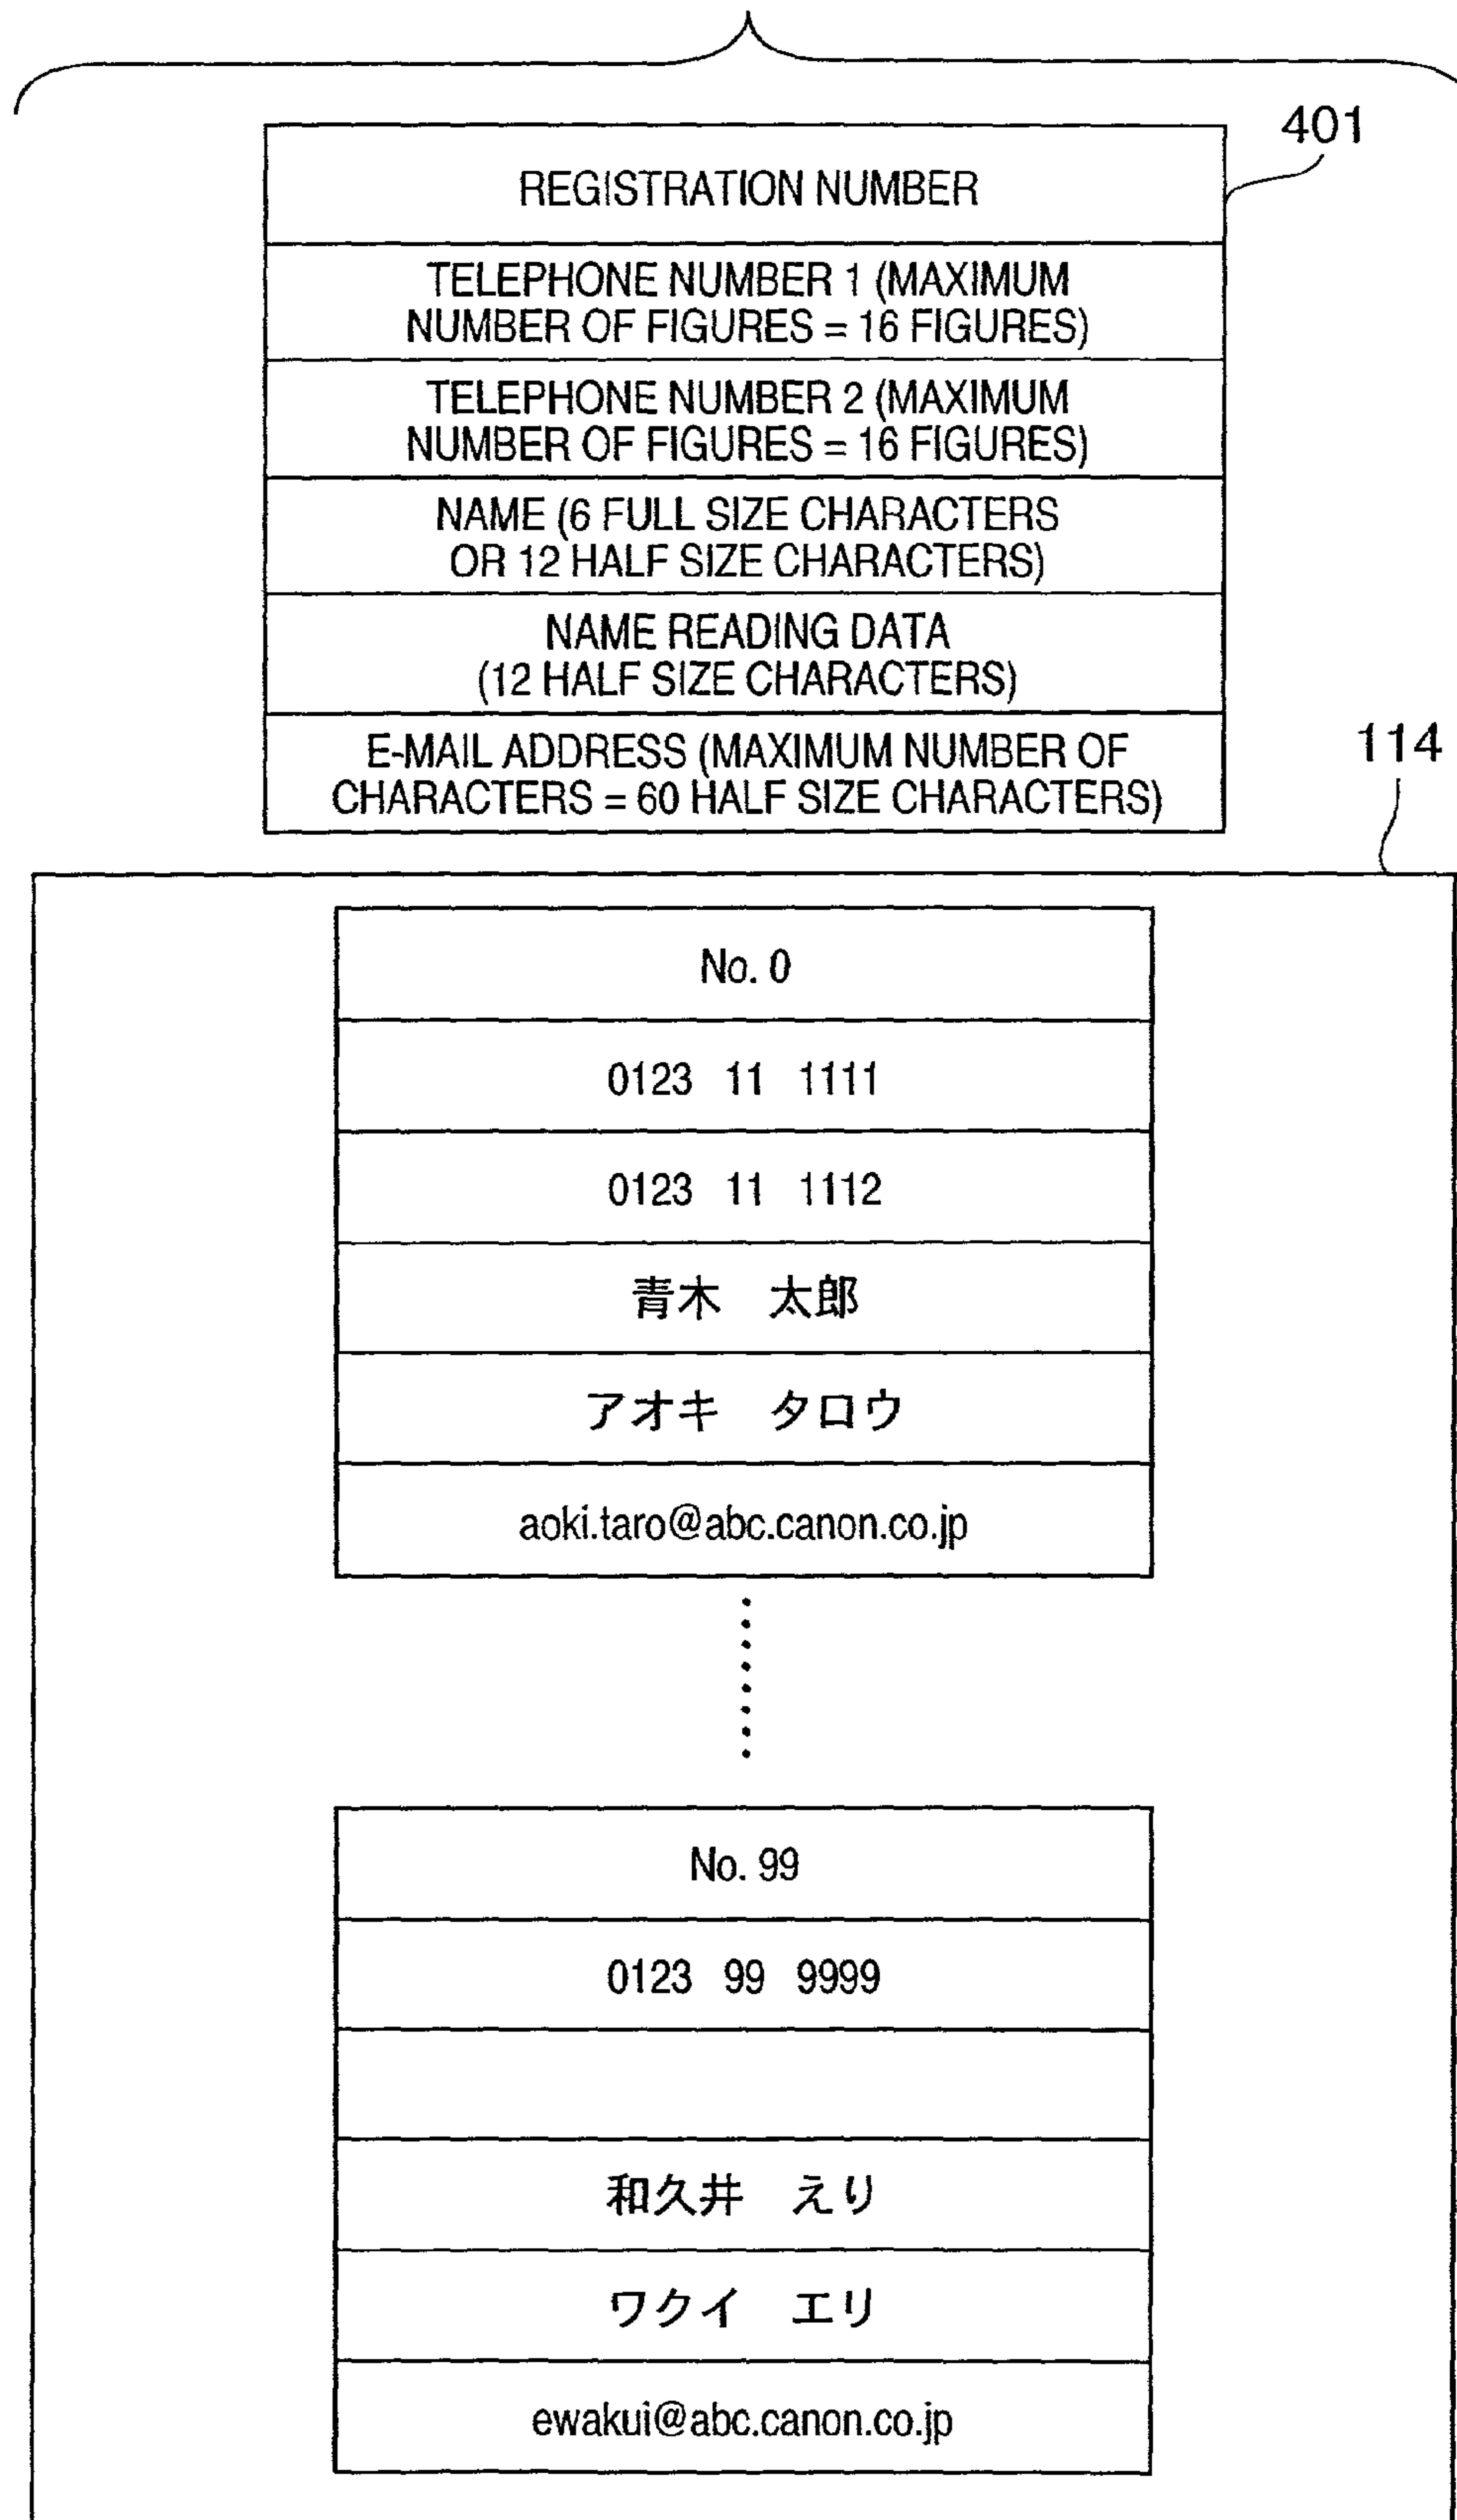 401
REGISTRATION NUMBER
TELEPHONE NUMBER 1 (MAXIMUM
NUMBER OF FIGURES = 16 FIGURES)
TELEPHONE NUMBER 2 (MAXIMUM
NUMBER OF FIGURES = 16 FIGURES)
NAME (6 FULL SIZE CHARACTERS
OR 12 HALF SIZE CHARACTERS)
NAME READING DATA
(12 HALF SIZE CHARACTERS)
E-MAIL ADDRESS (MAXIMUM NUMBER OF
CHARACTERS = 60 HALF SIZE CHARACTERS)
114
No. 0
0123 11 1111
0123 11 1112
青木 太郎
アオキ タロウ
aoki.taro@abc.canon.co.jp
No. 99
0123 99 9999
和久井 えり
ワクイ エリ
ewakui@abc.canon.co.jp